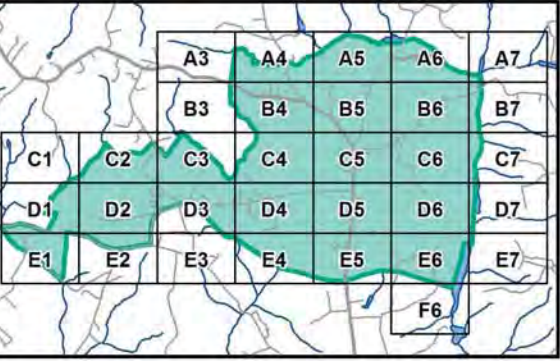 A3 A4 A5 A6 A7
B3 B4 B5 B6 B7
C1 C2 C3 C4 C5 C6 C7
D1 D2 D3 D4 D5 D6 D7
E1 E2 E3 E4 E5 E6 E7
F6